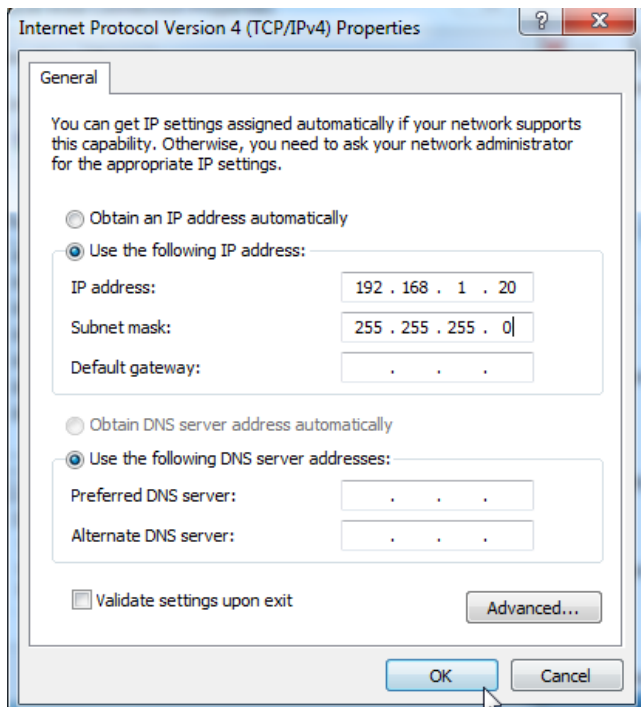 Internet Protocol Version 4 (TCP/IPv4) Properties
?
X
General
You can get IP settings assigned automatically if your network supports
this capability. Otherwise, you need to ask your network administrator
for the appropriate IP settings.
Obtain an IP address automatically
Use the following IP address:
IP address: 192 . 168 . 1 . 20
Subnet mask: 255 . 255 . 255 . 0
Default gateway: . . .
Obtain DNS server address automatically
Use the following DNS server addresses:
Preferred DNS server: . . .
Alternate DNS server: . . .
Validate settings upon exit
Advanced...
OK Cancel